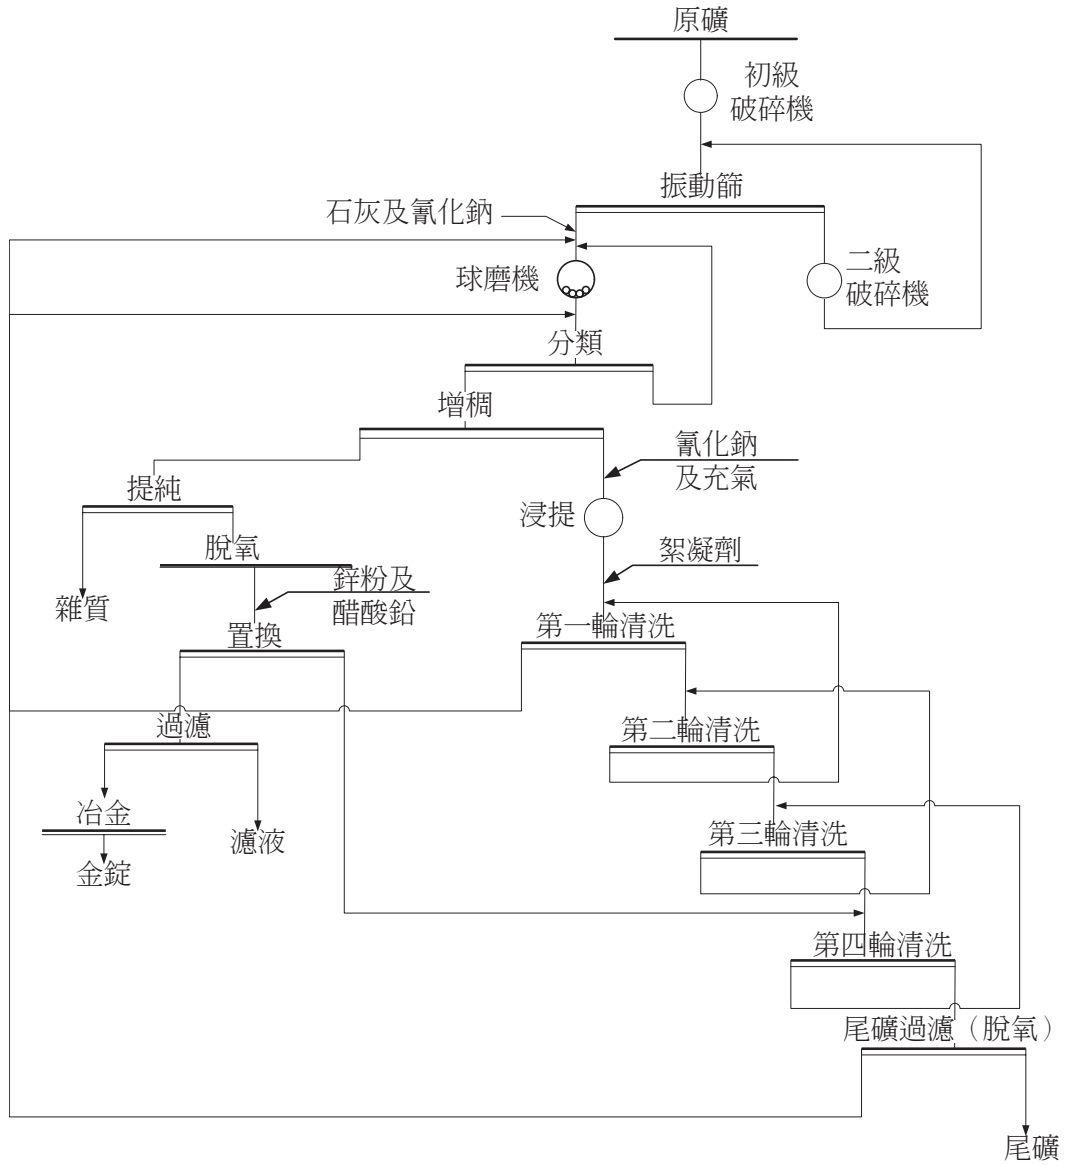 原礦
初級
破碎機
振動篩
石灰及氰化鈉
球磨機
二級
破碎機
分類
增稠
氰化鈉
及充氣
提純
浸提
脫氧
絮凝劑
鋅粉及
醋酸鉛
雜質
置換
第一輪清洗
過濾
第二輪清洗
冶金
濾液
第三輪清洗
金錠
第四輪清洗
尾礦過濾（脫氧）
尾礦